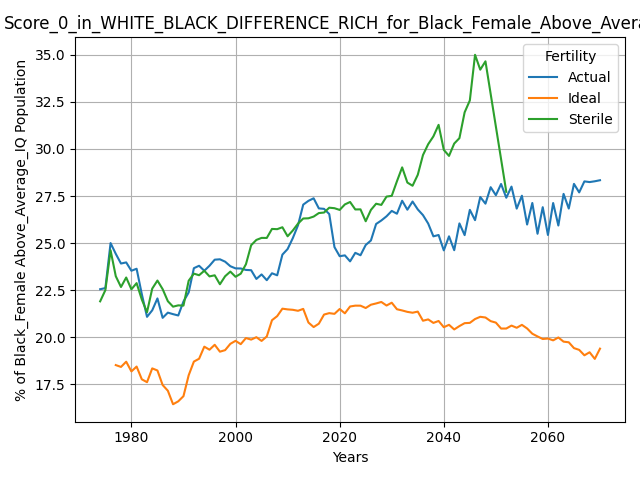 Score_0_in_WHITE_BLACK_DIFFERENCE_RICH_for_Black_Female_Above_Avera
% of Black_Female Above_Average_IQ Population
35.0
32.5
30.0
27.5
25.0
22.5
20.0
17.5
Fertility
Actual
Ideal
Sterile
1980
2000
2020
2040
2060
Years